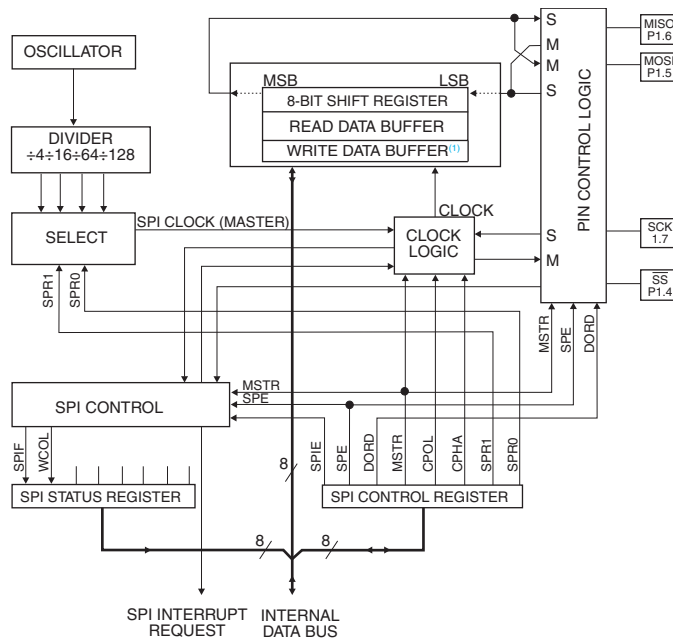 OSCILLATOR
DIVIDER
÷4÷16÷64÷128
SELECT
SPI CLOCK (MASTER)
SPR1
SPR0
MSB
LSB
8-BIT SHIFT REGISTER
READ DATA BUFFER
WRITE DATA BUFFER(1)
CLOCK
CLOCK
LOGIC
S
M
M
S
S
M
PIN CONTROL LOGIC
MISO
P1.6
MOSI
P1.5
SCK
1.7
SS
P1.4
MSTR
SPE
DORD
SPI CONTROL
MSTR
SPE
SPIF
WCOL
SPI STATUS REGISTER
8
SPIE
SPE
DORD
MSTR
CPOL
CPHA
SPR1
SPR0
SPI CONTROL REGISTER
8
8
SPI INTERRUPT
REQUEST
INTERNAL
DATA BUS